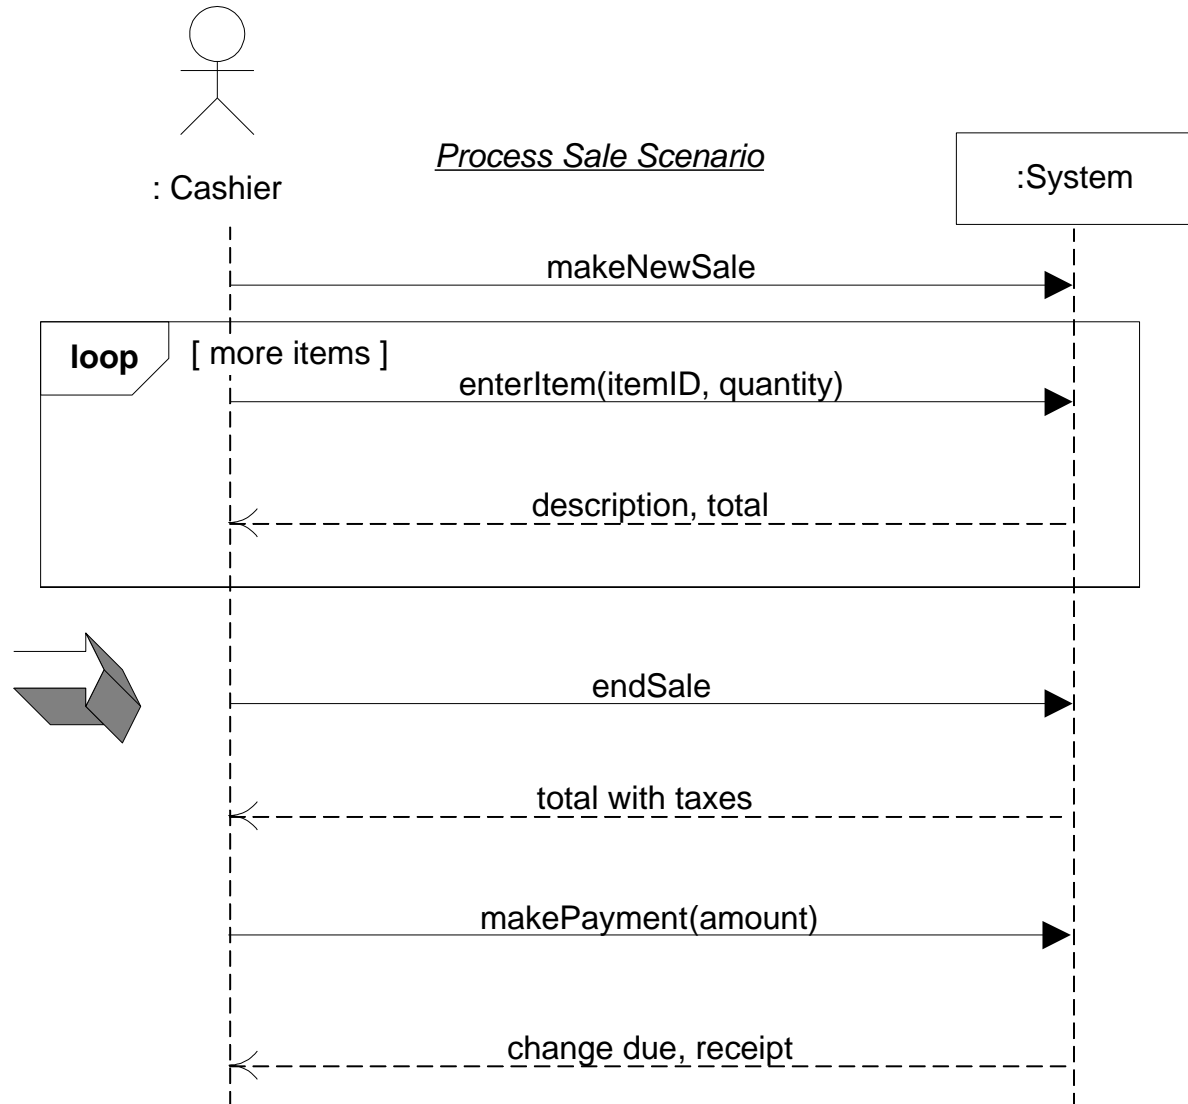 Process Sale Scenario
: Cashier
:System
makeNewSale
loop
[ more items ]
enterItem(itemID, quantity)
description, total
endSale
total with taxes
makePayment(amount)
change due, receipt